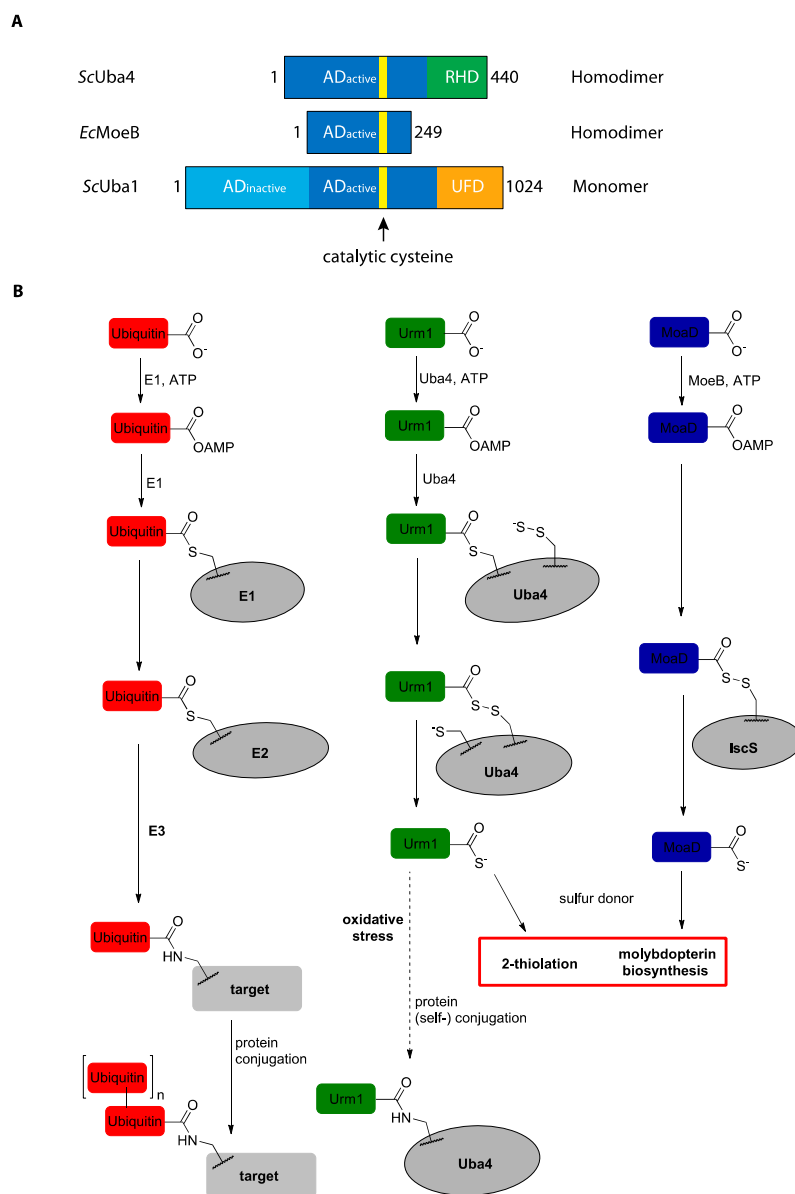 A
ScUba4 1 ADactive RHD 440 Homodimer
EcMoeB 1 ADactive 249 Homodimer
ScUba1 1 ADinactive ADactive UFD 1024 Monomer
catalytic cysteine
B
Ubiquitin O O-
E1, ATP
Ubiquitin O OAMP
E1
Ubiquitin O S
E1
Ubiquitin O S
E2
E3
Ubiquitin O HN
target
protein
conjugation
[Ubiquitin]n
Ubiquitin O HN
target
Urm1 O O-
Uba4, ATP
Urm1 O OAMP
Uba4
Urm1 O S -S S
Uba4
Urm1 O S S
-S
Uba4
Urm1 O S-
oxidative
stress
protein
(self-) conjugation
Urm1 O HN
Uba4
MoaD O O-
MoeB, ATP
MoaD O OAMP
MoaD O S S
IscS
MoaD O S-
sulfur donor
2-thiolation
molybdopterin
biosynthesis